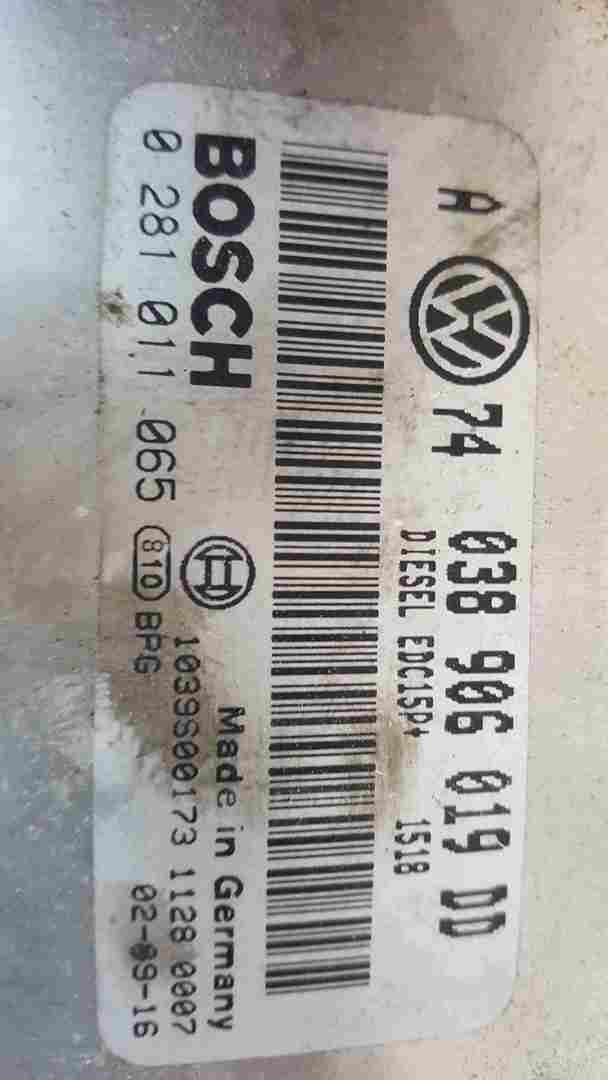 A 74 038 906 019 DD
DIESEL EDC15P+ 1518
BOSCH Made in Germany
1039S00173 1128 0007
0 281 011 065 810 BPG 02-09-16